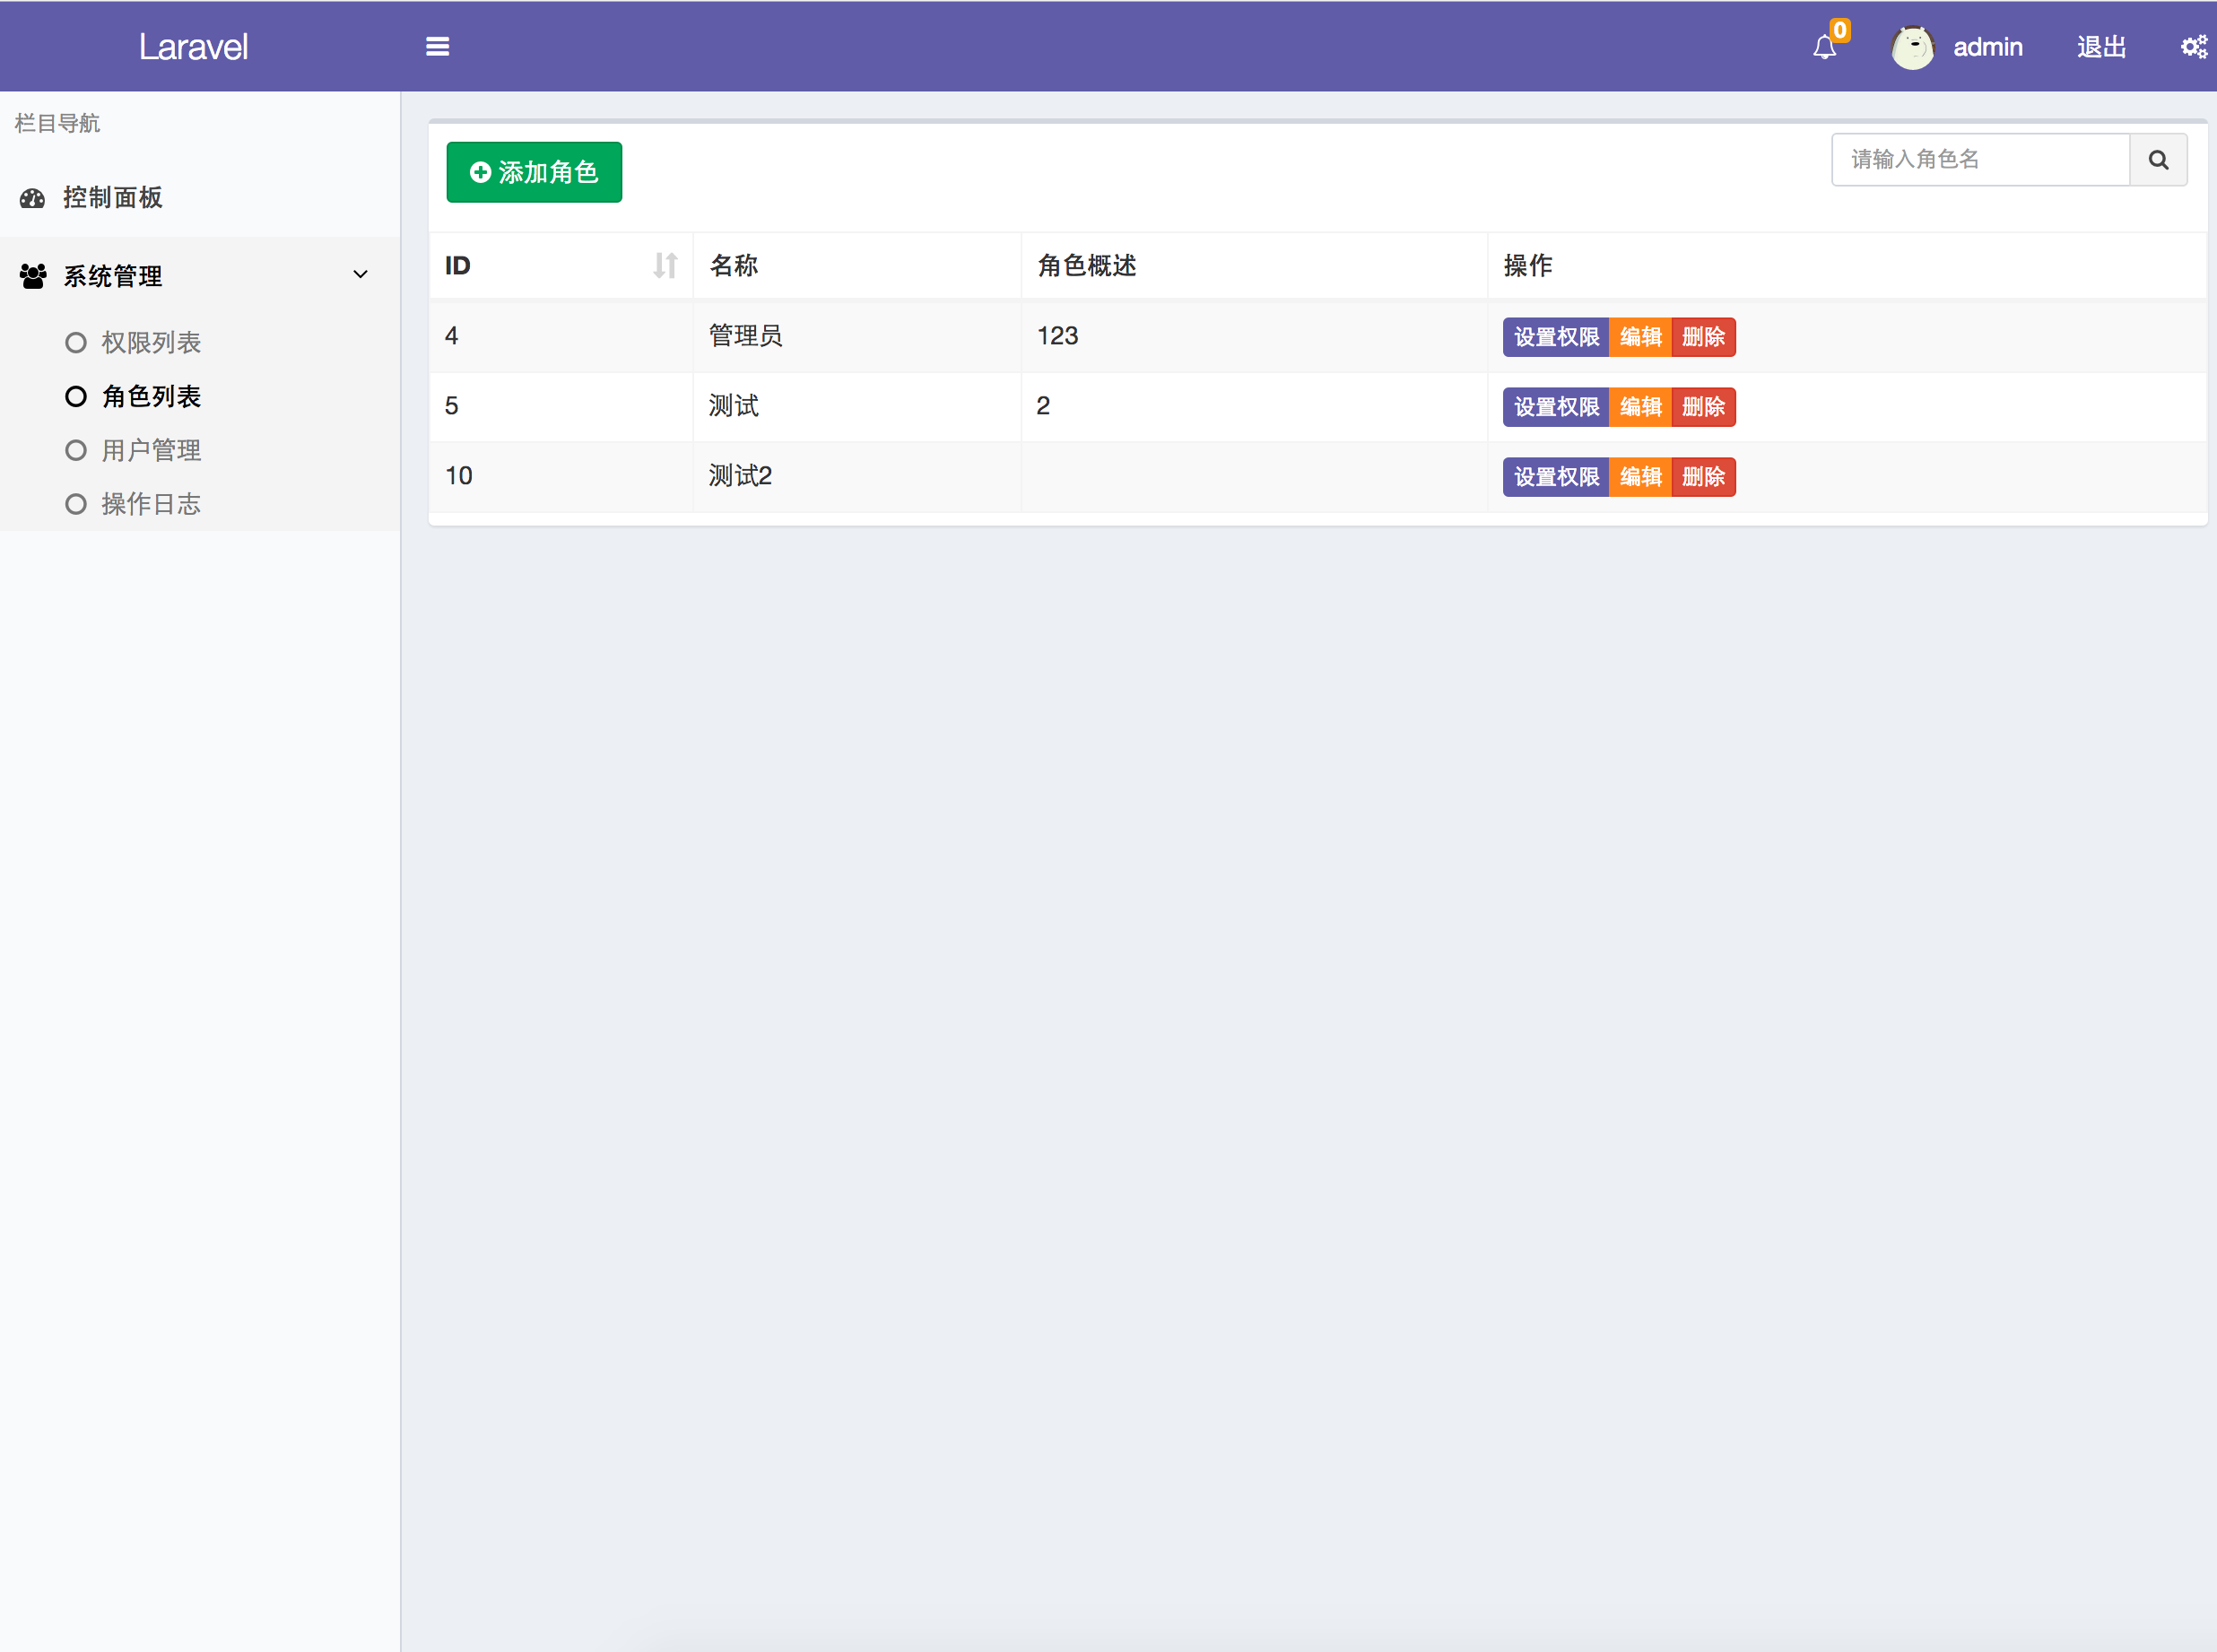 Laravel
0
admin
退出
栏目导航
控制面板
系统管理
权限列表
角色列表
用户管理
操作日志
添加角色
请输入角色名
ID 名称 角色概述 操作
4 管理员 123 设置权限 编辑 删除
5 测试 2 设置权限 编辑 删除
10 测试2 设置权限 编辑 删除